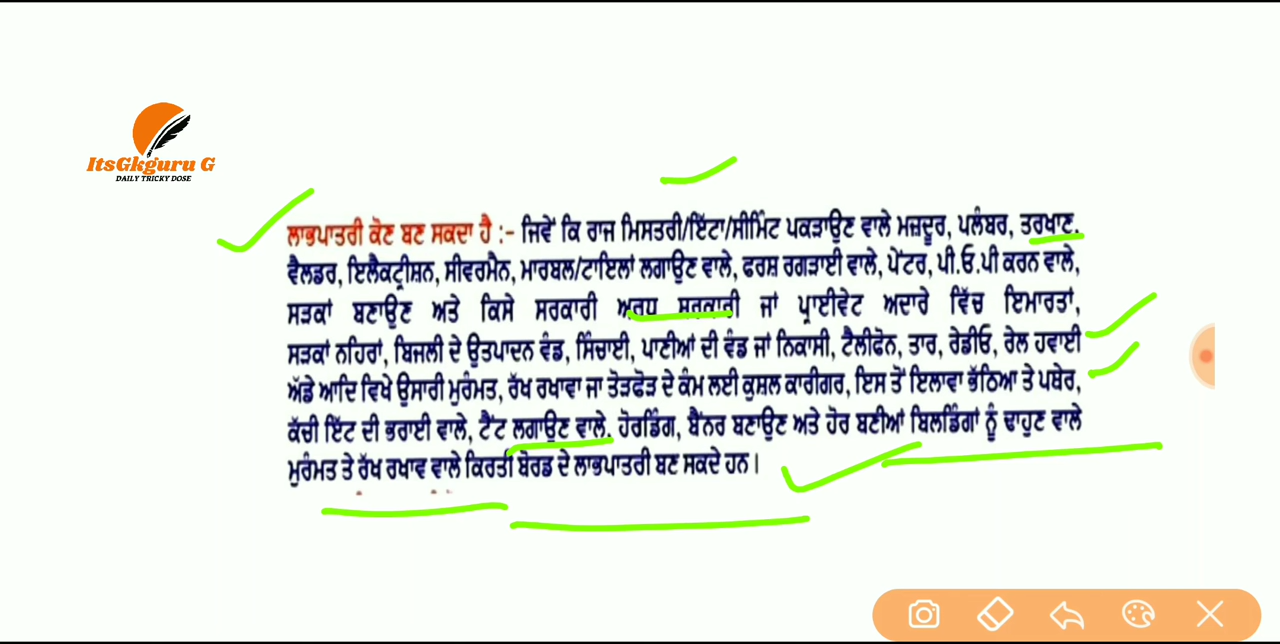 ItsGkguru G
DAILY TRICKY DOSE
ਲਾਭਪਾਤਰੀ ਕੋਣ ਬਣ ਸਕਦਾ ਹੈ :- ਜਿਵੇਂ ਕਿ ਰਾਜ ਮਿਸਤਰੀ/ਇੱਟਾ/ਸੀਮਿੰਟ ਪਕੜਾਉਣ ਵਾਲੇ ਮਜ਼ਦੂਰ, ਪਲੰਬਰ, ਤਰਖਾਣ.
ਵੈਲਡਰ, ਇਲੈਕਟ੍ਰੀਸ਼ਨ, ਸੀਵਰਮੈਨ, ਮਾਰਬਲ/ਟਾਇਲਾਂ ਲਗਾਉਣ ਵਾਲੇ, ਫਰਸ਼ ਰਗੜਾਈ ਵਾਲੇ, ਪੇਂਟਰ, ਪੀ.ਓ.ਪੀ ਕਰਨ ਵਾਲੇ,
ਸੜਕਾਂ ਬਣਾਉਣ ਅਤੇ ਕਿਸੇ ਸਰਕਾਰੀ ਅਰਧ ਸਰਕਾਰੀ ਜਾਂ ਪ੍ਰਾਈਵੇਟ ਅਦਾਰੇ ਵਿੱਚ ਇਮਾਰਤਾਂ,
ਸੜਕਾਂ ਨਹਿਰਾਂ, ਬਿਜਲੀ ਦੇ ਉਤਪਾਦਨ ਵੰਡ, ਸਿੰਚਾਈ, ਪਾਣੀਆਂ ਦੀ ਵੰਡ ਜਾਂ ਨਿਕਾਸੀ, ਟੈਲੀਫੋਨ, ਤਾਰ, ਰੇਡੀਓ, ਰੇਲ ਹਵਾਈ
ਅੱਡੇ ਆਦਿ ਵਿਖੇ ਉਸਾਰੀ ਮੁਰੰਮਤ, ਰੱਖ ਰਖਾਵਾ ਜਾ ਤੋੜਫੋੜ ਦੇ ਕੰਮ ਲਈ ਕੁਸ਼ਲ ਕਾਰੀਗਰ, ਇਸ ਤੋਂ ਇਲਾਵਾ ਭੱਠਿਆ ਤੇ ਪਥੇਰ,
ਕੱਚੀ ਇੱਟ ਦੀ ਭਰਾਈ ਵਾਲੇ, ਟੈਂਟ ਲਗਾਉਣ ਵਾਲੇ. ਹੋਰਡਿੰਗ, ਬੈਂਨਰ ਬਣਾਉਣ ਅਤੇ ਹੋਰ ਬਣੀਆਂ ਬਿਲਡਿੰਗਾਂ ਨੂੰ ਢਾਹੁਣ ਵਾਲੇ
ਮੁਰੰਮਤ ਤੇ ਰੱਖ ਰਖਾਵ ਵਾਲੇ ਕਿਰਤੀ ਬੋਰਡ ਦੇ ਲਾਭਪਾਤਰੀ ਬਣ ਸਕਦੇ ਹਨ।